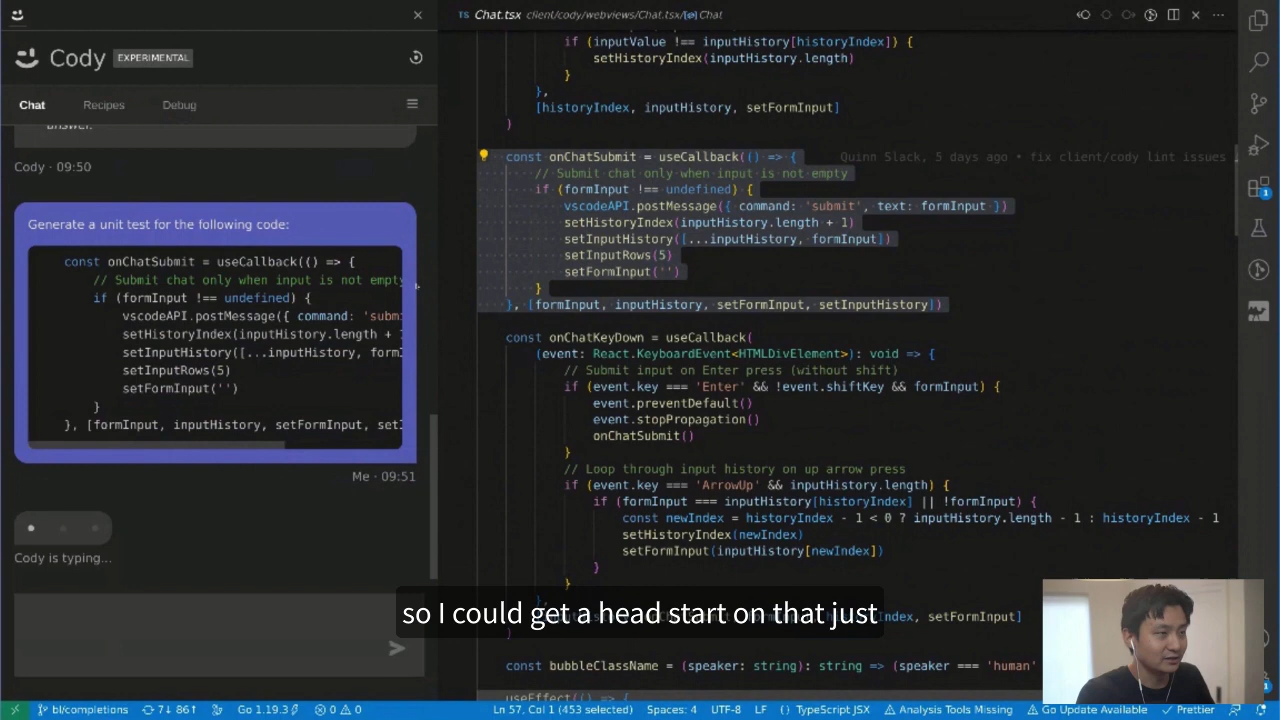 Cody EXPERIMENTAL
Chat Recipes Debug
answer.
Cody · 09:50
Generate a unit test for the following code:
const onChatSubmit = useCallback(() => {
// Submit chat only when input is not empty
if (formInput !== undefined) {
vscodeAPI.postMessage({ command: 'subm
setHistoryIndex(inputHistory.length +
setInputHistory([...inputHistory, form
setInputRows(5)
setFormInput('')
}
}, [formInput, inputHistory, setFormInput, setI
Me · 09:51
Cody is typing...
Chat.tsx client/cody/webviews/Chat.tsx/[ø] Chat
if (inputValue !== inputHistory[historyIndex]) {
setHistoryIndex(inputHistory.length)
}
},
[historyIndex, inputHistory, setFormInput]
)
const onChatSubmit = useCallback(() => { Quinn Slack, 5 days ago • fix client/cody lint issues
// Submit chat only when input is not empty
if (formInput !== undefined) {
vscodeAPI.postMessage({ command: 'submit', text: formInput })
setHistoryIndex(inputHistory.length + 1)
setInputHistory([...inputHistory, formInput])
setInputRows(5)
setFormInput('')
}
}, [formInput, inputHistory, setFormInput, setInputHistory])
const onChatKeyDown = useCallback(
(event: React.KeyboardEvent<HTMLDivElement>): void => {
// Submit input on Enter press (without shift)
if (event.key === 'Enter' && !event.shiftKey && formInput) {
event.preventDefault()
event.stopPropagation()
onChatSubmit()
}
// Loop through input history on up arrow press
if (event.key === 'ArrowUp' && inputHistory.length) {
if (formInput === inputHistory[historyIndex] || !formInput) {
const newIndex = historyIndex - 1 < 0 ? inputHistory.length - 1 : historyIndex - 1
setHistoryIndex(newIndex)
setFormInput(inputHistory[newIndex])
}
}
},
Index, setFormInput]
)
so I could get a head start on that just
const bubbleClassName = (speaker: string): string => (speaker === 'human'
useEffect(() => {
bl/completions 7↓ 86↑ Go 1.19.3 0 0 Ln 57, Col 1 (453 selected) Spaces: 4 UTF-8 LF {} TypeScript JSX Analysis Tools Missing Go Update Available Prettier